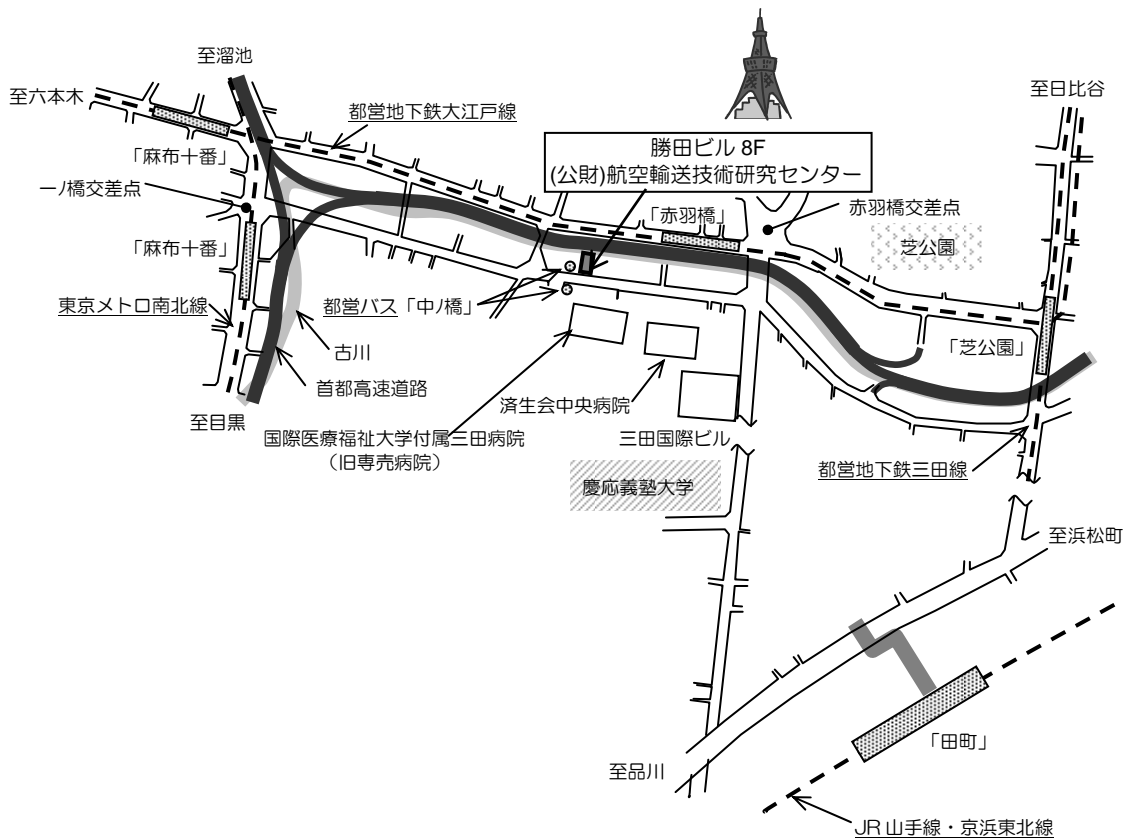 至溜池
至六本木
至日比谷
都営地下鉄大江戸線
勝田ビル 8F
(公財)航空輸送技術研究センター
「麻布十番」
一ノ橋交差点
「赤羽橋」
赤羽橋交差点
芝公園
「麻布十番」
東京メトロ南北線
都営バス「中ノ橋」
古川
首都高速道路
「芝公園」
至目黒
済生会中央病院
国際医療福祉大学付属三田病院
（旧専売病院）
三田国際ビル
都営地下鉄三田線
慶応義塾大学
至浜松町
「田町」
至品川
JR 山手線・京浜東北線